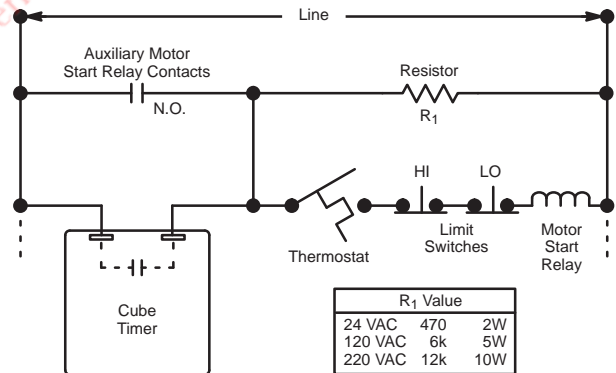 Line
Auxiliary Motor
Start Relay Contacts
N.O.
Resistor
R1
HI
LO
Thermostat
Limit
Switches
Motor
Start
Relay
Cube
Timer
R1 Value
24 VAC 470 2W
120 VAC 6k 5W
220 VAC 12k 10W